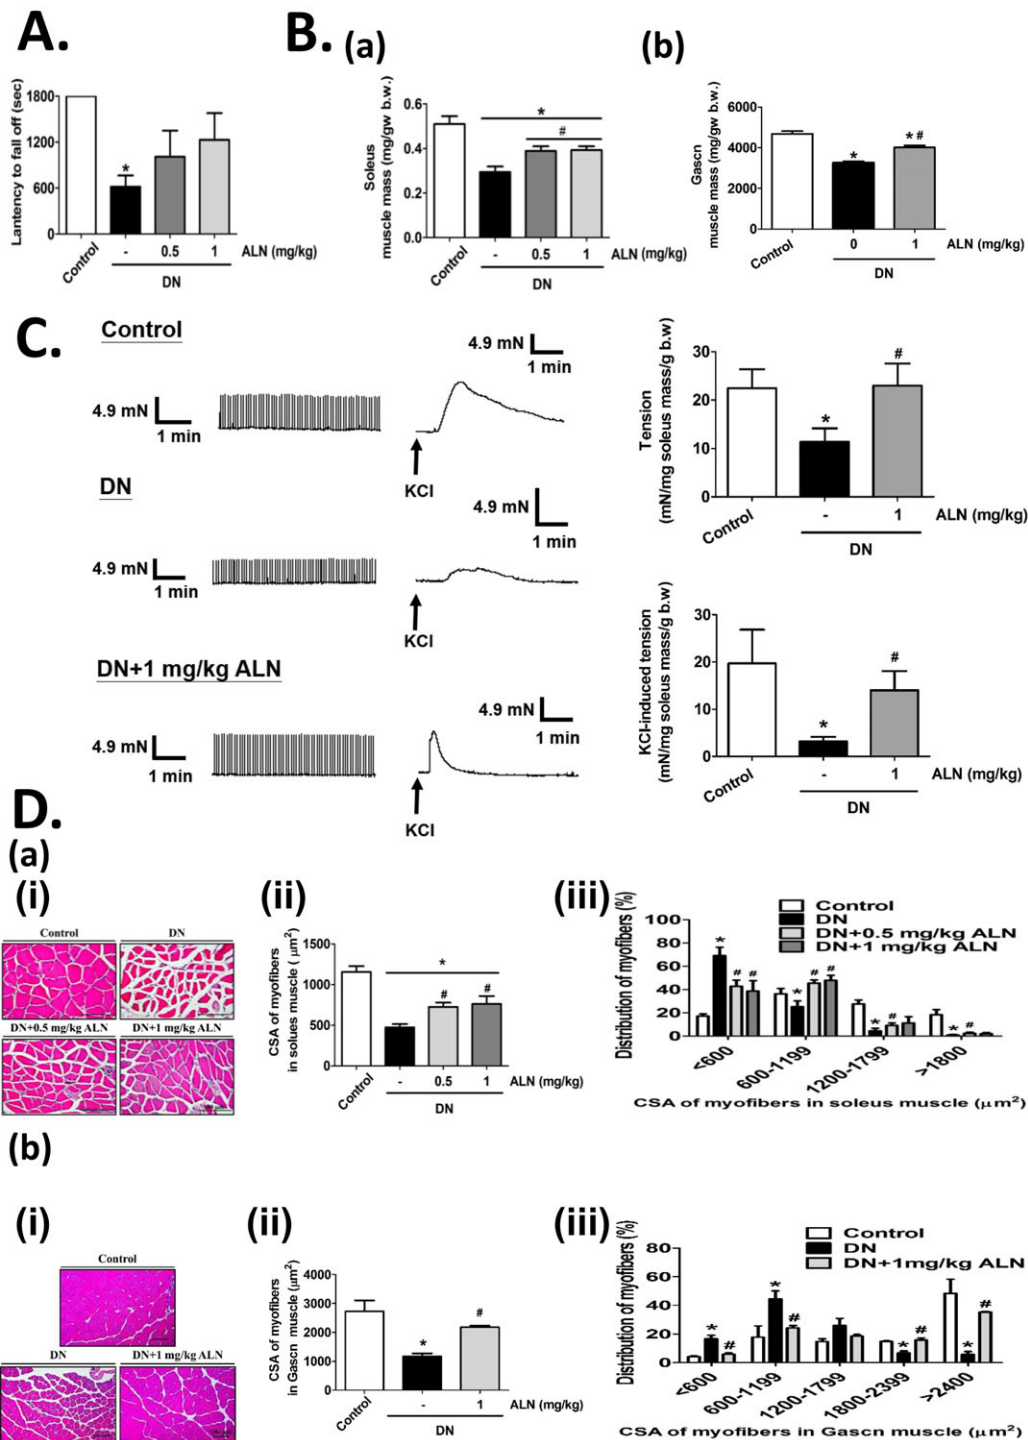 A.
Lantency to fall off (sec)
1800
1200
600
0
*
Control
-
0.5
1
ALN (mg/kg)
DN
B.
(a)
Soleus
muscle mass (mg/gw b.w.)
0.6
0.4
0.2
0.0
*
#
Control
-
0.5
1
ALN (mg/kg)
DN
(b)
Gascn
muscle mass (mg/gw b.w.)
6000
4000
2000
0
*
* #
Control
0
1
ALN (mg/kg)
DN
C.
Control
4.9 mN
1 min
4.9 mN
1 min
KCl
DN
4.9 mN
1 min
4.9 mN
1 min
KCl
DN+1 mg/kg ALN
4.9 mN
1 min
4.9 mN
1 min
KCl
Tension
(mN/mg soleus mass/g b.w)
30
20
10
0
*
#
Control
-
1
ALN (mg/kg)
DN
KCl-induced tension
(mN/mg soleus mass/g b.w)
30
20
10
0
*
#
Control
-
1
ALN (mg/kg)
DN
D.
(a)
(i)
Control
DN
DN+0.5 mg/kg ALN
DN+1 mg/kg ALN
(ii)
CSA of myofibers
in solues muscle (μm²)
1500
1000
500
0
*
#
#
Control
-
0.5
1
ALN (mg/kg)
DN
(iii)
Control
DN
DN+0.5 mg/kg ALN
DN+1 mg/kg ALN
Distribution of myofibers (%)
100
80
60
40
20
0
*
# #
*
# #
*
#
*
#
<600
600-1199
1200-1799
>1800
CSA of myofibers in soleus muscle (μm²)
(b)
(i)
Control
DN
DN+1 mg/kg ALN
(ii)
CSA of myofibers
in Gascn muscle (μm²)
4000
3000
2000
1000
0
*
#
Control
-
1
ALN (mg/kg)
DN
(iii)
Control
DN
DN+1mg/kg ALN
Distribution of myofibers (%)
80
60
40
20
0
*
#
*
#
*
#
*
#
<600
600-1199
1200-1799
1800-2399
>2400
CSA of myofibers in Gascn muscle (μm²)